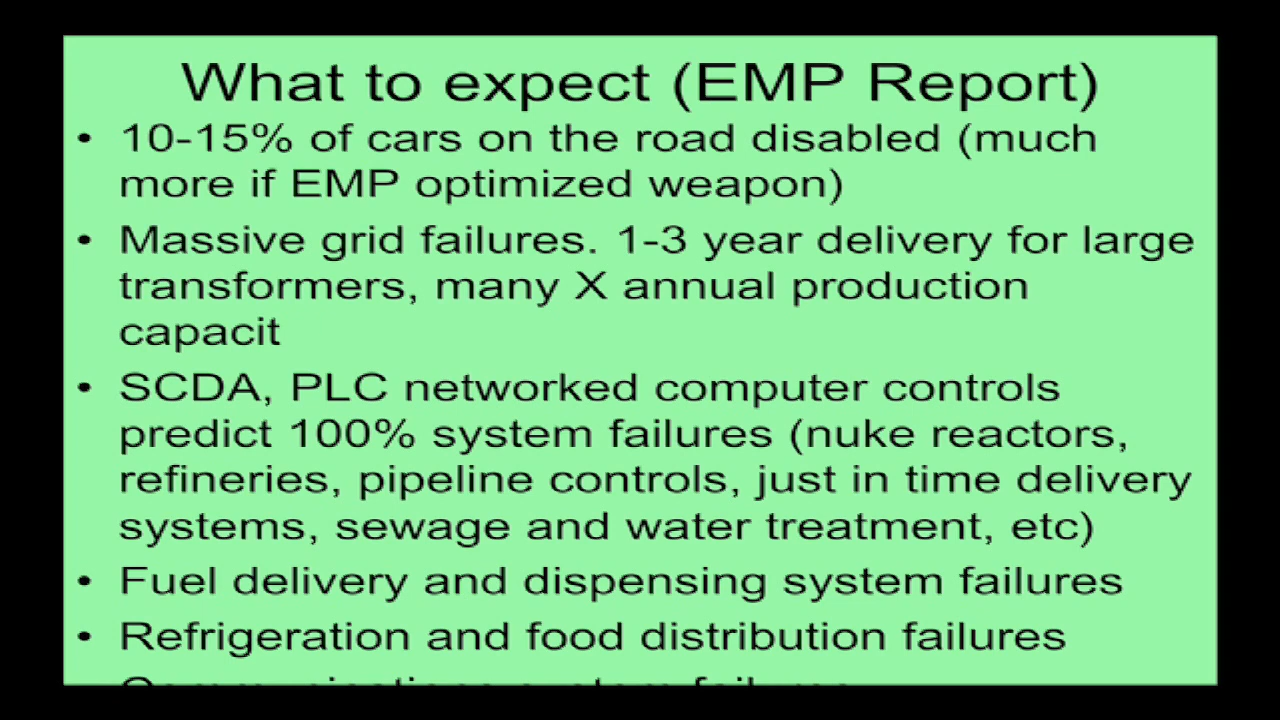 What to expect (EMP Report)
• 10-15% of cars on the road disabled (much
more if EMP optimized weapon)
• Massive grid failures. 1-3 year delivery for large
transformers, many X annual production
capacit
• SCDA, PLC networked computer controls
predict 100% system failures (nuke reactors,
refineries, pipeline controls, just in time delivery
systems, sewage and water treatment, etc)
• Fuel delivery and dispensing system failures
• Refrigeration and food distribution failures
Communications system failures